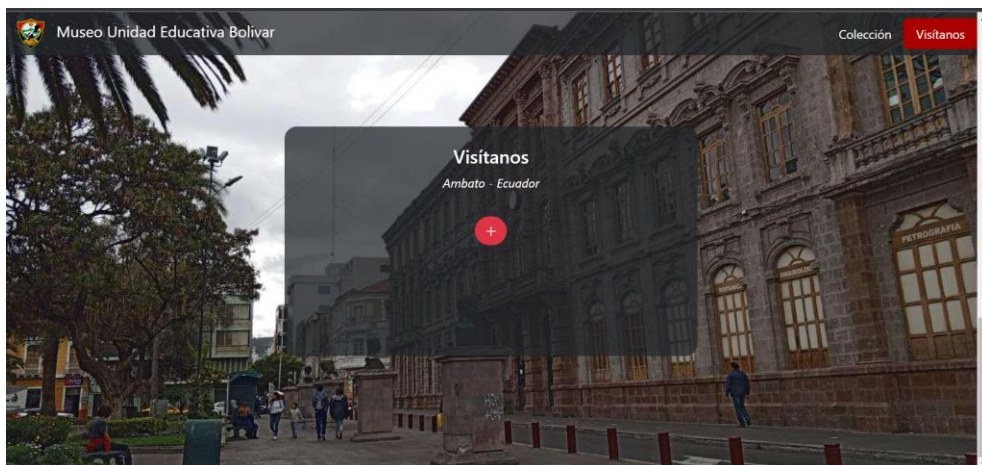 Museo Unidad Educativa Bolivar
Colección
Visítanos
Visítanos
Ambato - Ecuador
+
PETROGRAFIA